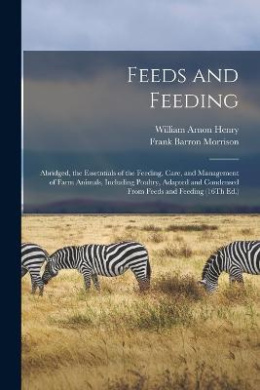 Feeds and
Feeding
Abridged, the Essentials of the Feeding, Care, and Management
of Farm Animals, Including Poultry, Adapted and Condensed
From Feeds and Feeding (16Th Ed.)
William Arnon Henry
Frank Barron Morrison